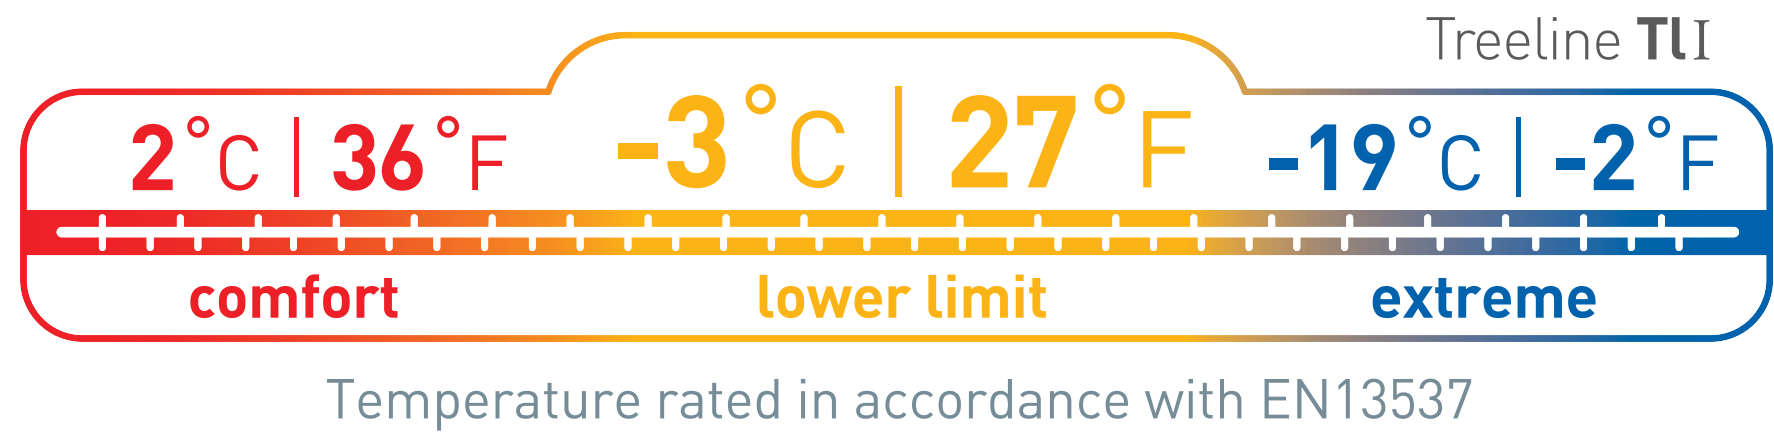 Treeline TlI
2°C | 36°F -3°C | 27°F -19°C | -2°F
comfort lower limit extreme
Temperature rated in accordance with EN13537